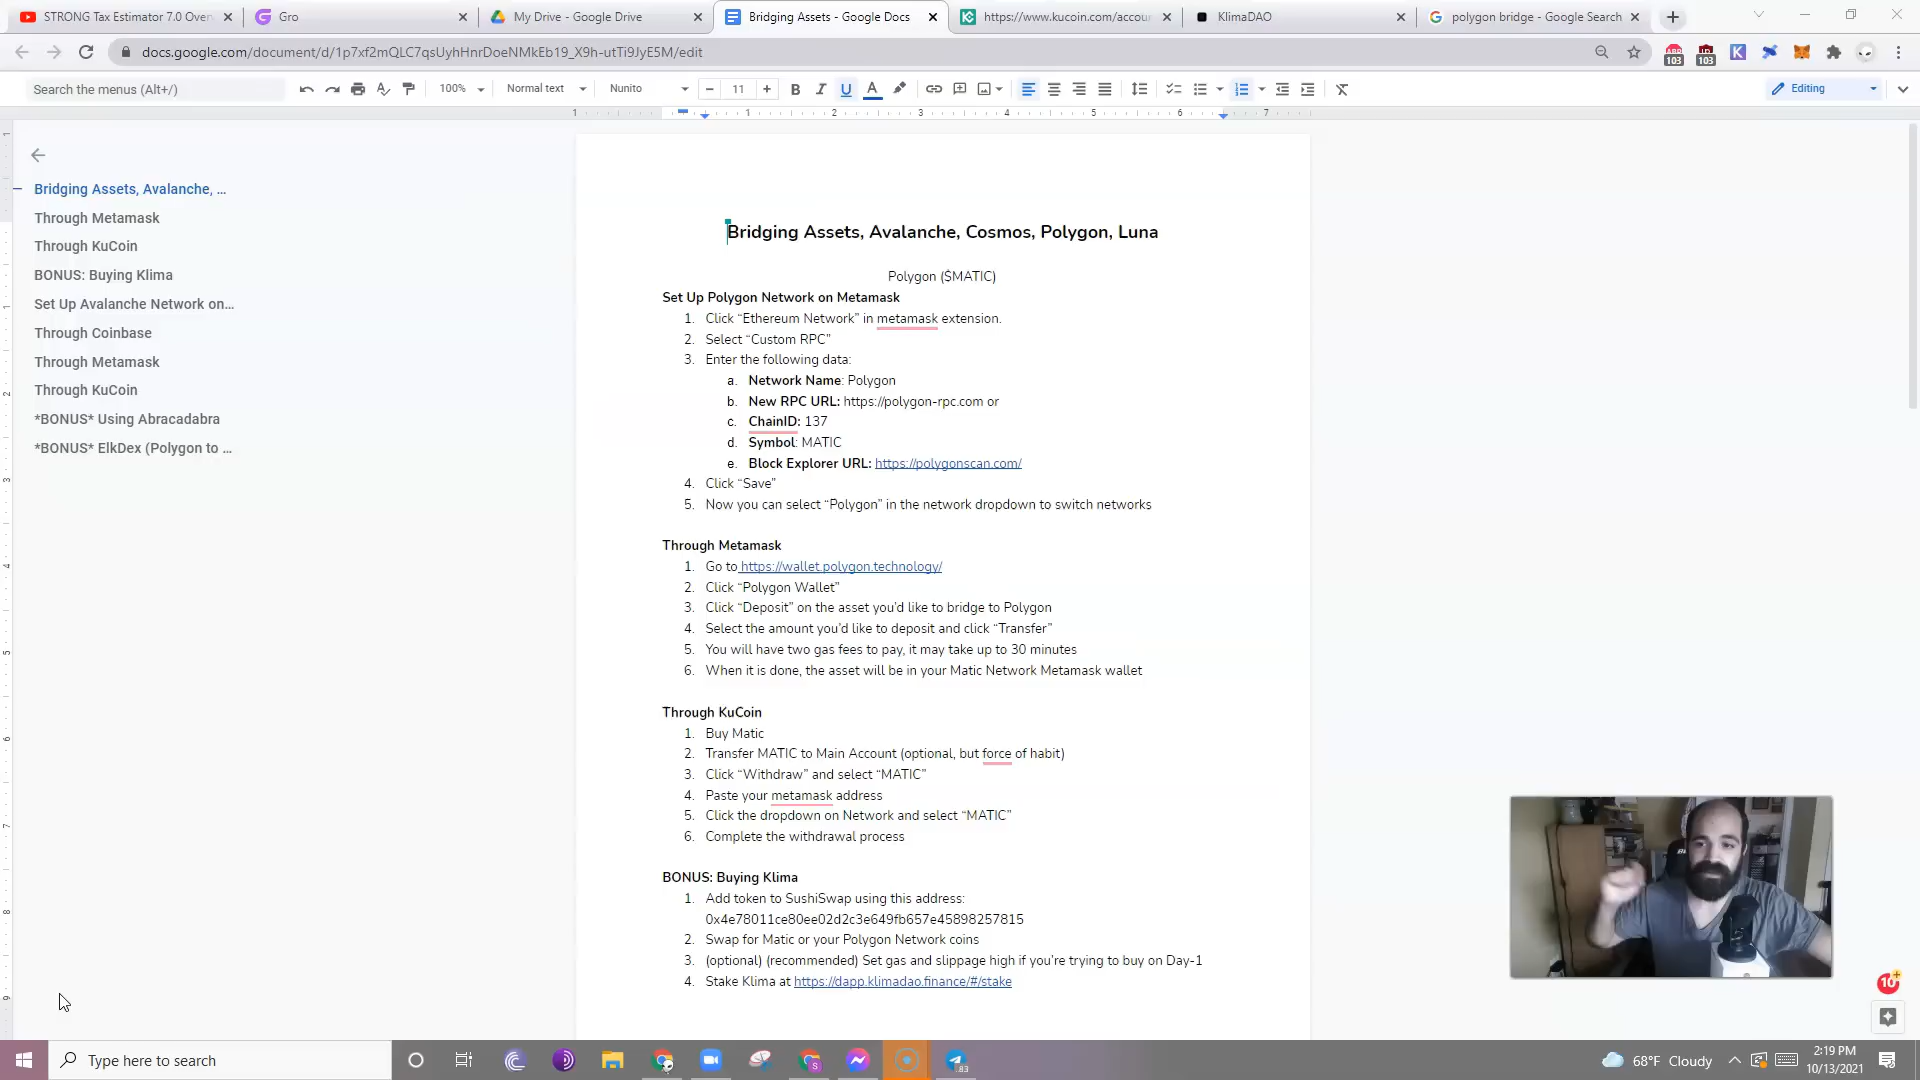 STRONG Tax Estimator 7.0 Over
Gro
My Drive - Google Drive
Bridging Assets - Google Docs
https://www.kucoin.com/accou
KlimaDAO
polygon bridge - Google Search
docs.google.com/document/d/1p7xf2mQLC7qsUyhHnrDoeNMkEb19_X9h-utTi9JyE5M/edit
103
103
Search the menus (Alt+/)
100%
Normal text
Nunito
11
Editing
1 1 2 3 4 5 6 7
Bridging Assets, Avalanche, ...
Through Metamask
Through KuCoin
BONUS: Buying Klima
Set Up Avalanche Network on...
Through Coinbase
Through Metamask
Through KuCoin
*BONUS* Using Abracadabra
*BONUS* ElkDex (Polygon to ...
Bridging Assets, Avalanche, Cosmos, Polygon, Luna
Polygon ($MATIC)
Set Up Polygon Network on Metamask
1. Click “Ethereum Network” in metamask extension.
2. Select “Custom RPC”
3. Enter the following data:
a. Network Name: Polygon
b. New RPC URL: https://polygon-rpc.com or
c. ChainID: 137
d. Symbol: MATIC
e. Block Explorer URL: https://polygonscan.com/
4. Click “Save”
5. Now you can select “Polygon” in the network dropdown to switch networks
Through Metamask
1. Go to https://wallet.polygon.technology/
2. Click “Polygon Wallet”
3. Click “Deposit” on the asset you’d like to bridge to Polygon
4. Select the amount you’d like to deposit and click “Transfer”
5. You will have two gas fees to pay, it may take up to 30 minutes
6. When it is done, the asset will be in your Matic Network Metamask wallet
Through KuCoin
1. Buy Matic
2. Transfer MATIC to Main Account (optional, but force of habit)
3. Click “Withdraw” and select “MATIC”
4. Paste your metamask address
5. Click the dropdown on Network and select “MATIC”
6. Complete the withdrawal process
BONUS: Buying Klima
1. Add token to SushiSwap using this address:
0x4e78011ce80ee02d2c3e649fb657e45898257815
2. Swap for Matic or your Polygon Network coins
3. (optional) (recommended) Set gas and slippage high if you’re trying to buy on Day-1
4. Stake Klima at https://dapp.klimadao.finance/#/stake
10
Type here to search
83
68°F Cloudy
2:19 PM
10/13/2021